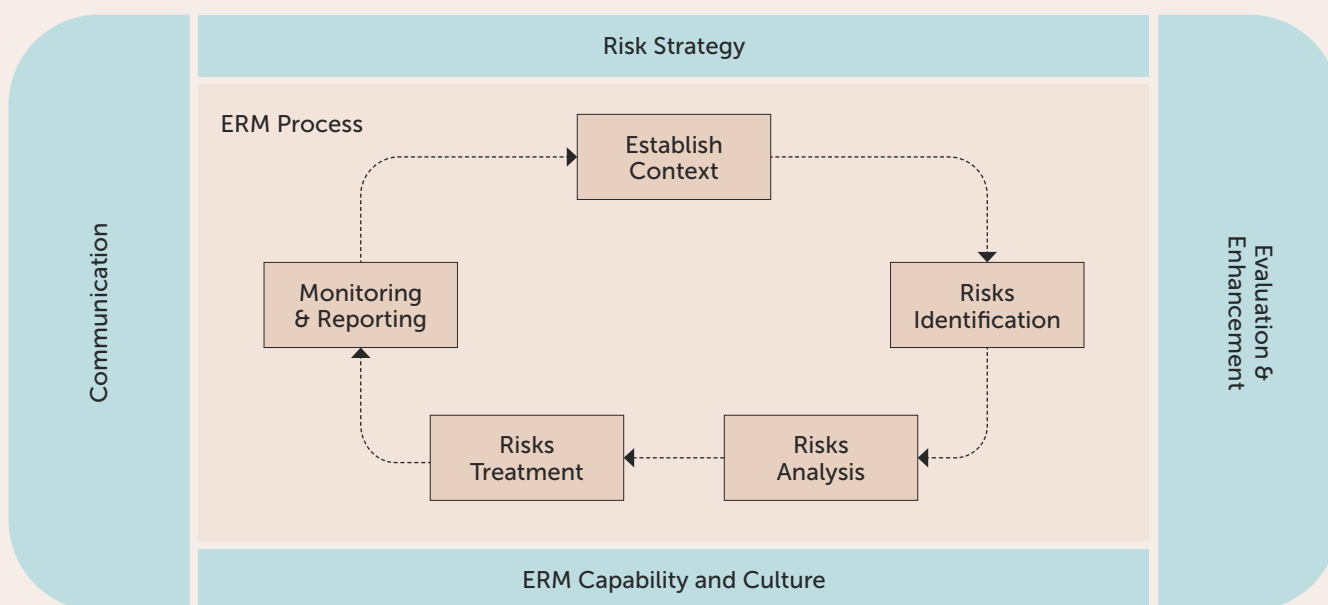 Risk Strategy
ERM Process
Establish
Context
Communication
Evaluation &
Enhancement
Monitoring
& Reporting
Risks
Identification
Risks
Treatment
Risks
Analysis
ERM Capability and Culture